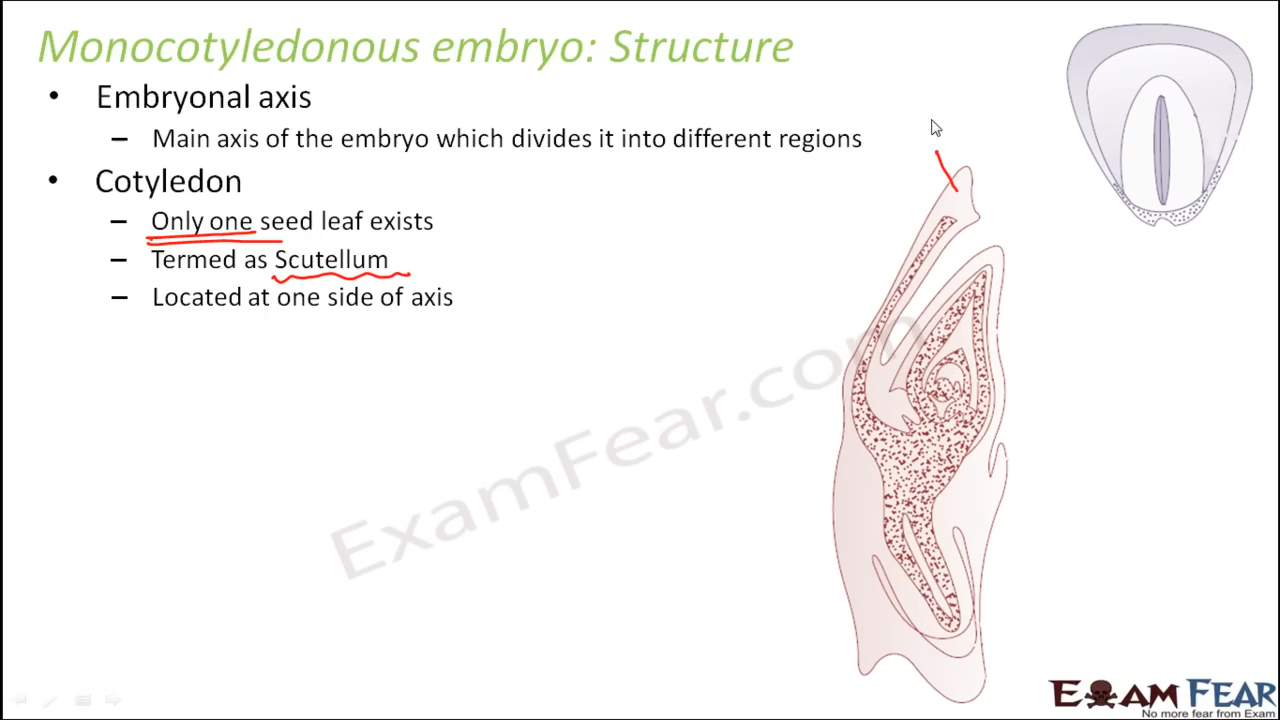 Monocotyledonous embryo: Structure
• Embryonal axis
– Main axis of the embryo which divides it into different regions
• Cotyledon
– Only one seed leaf exists
– Termed as Scutellum
– Located at one side of axis
ExamFear.com
EXAM FEAR
No more fear from Exam